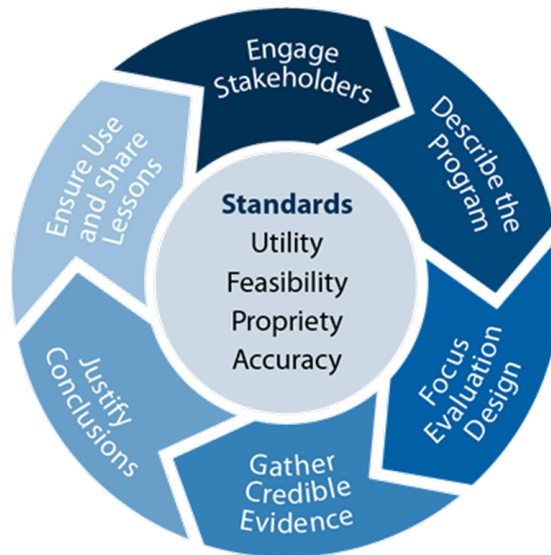 Engage
Stakeholders
Describe the
Program
Focus
Evaluation
Design
Gather
Credible
Evidence
Justify
Conclusions
Ensure Use
and Share
Lessons
Standards
Utility
Feasibility
Propriety
Accuracy